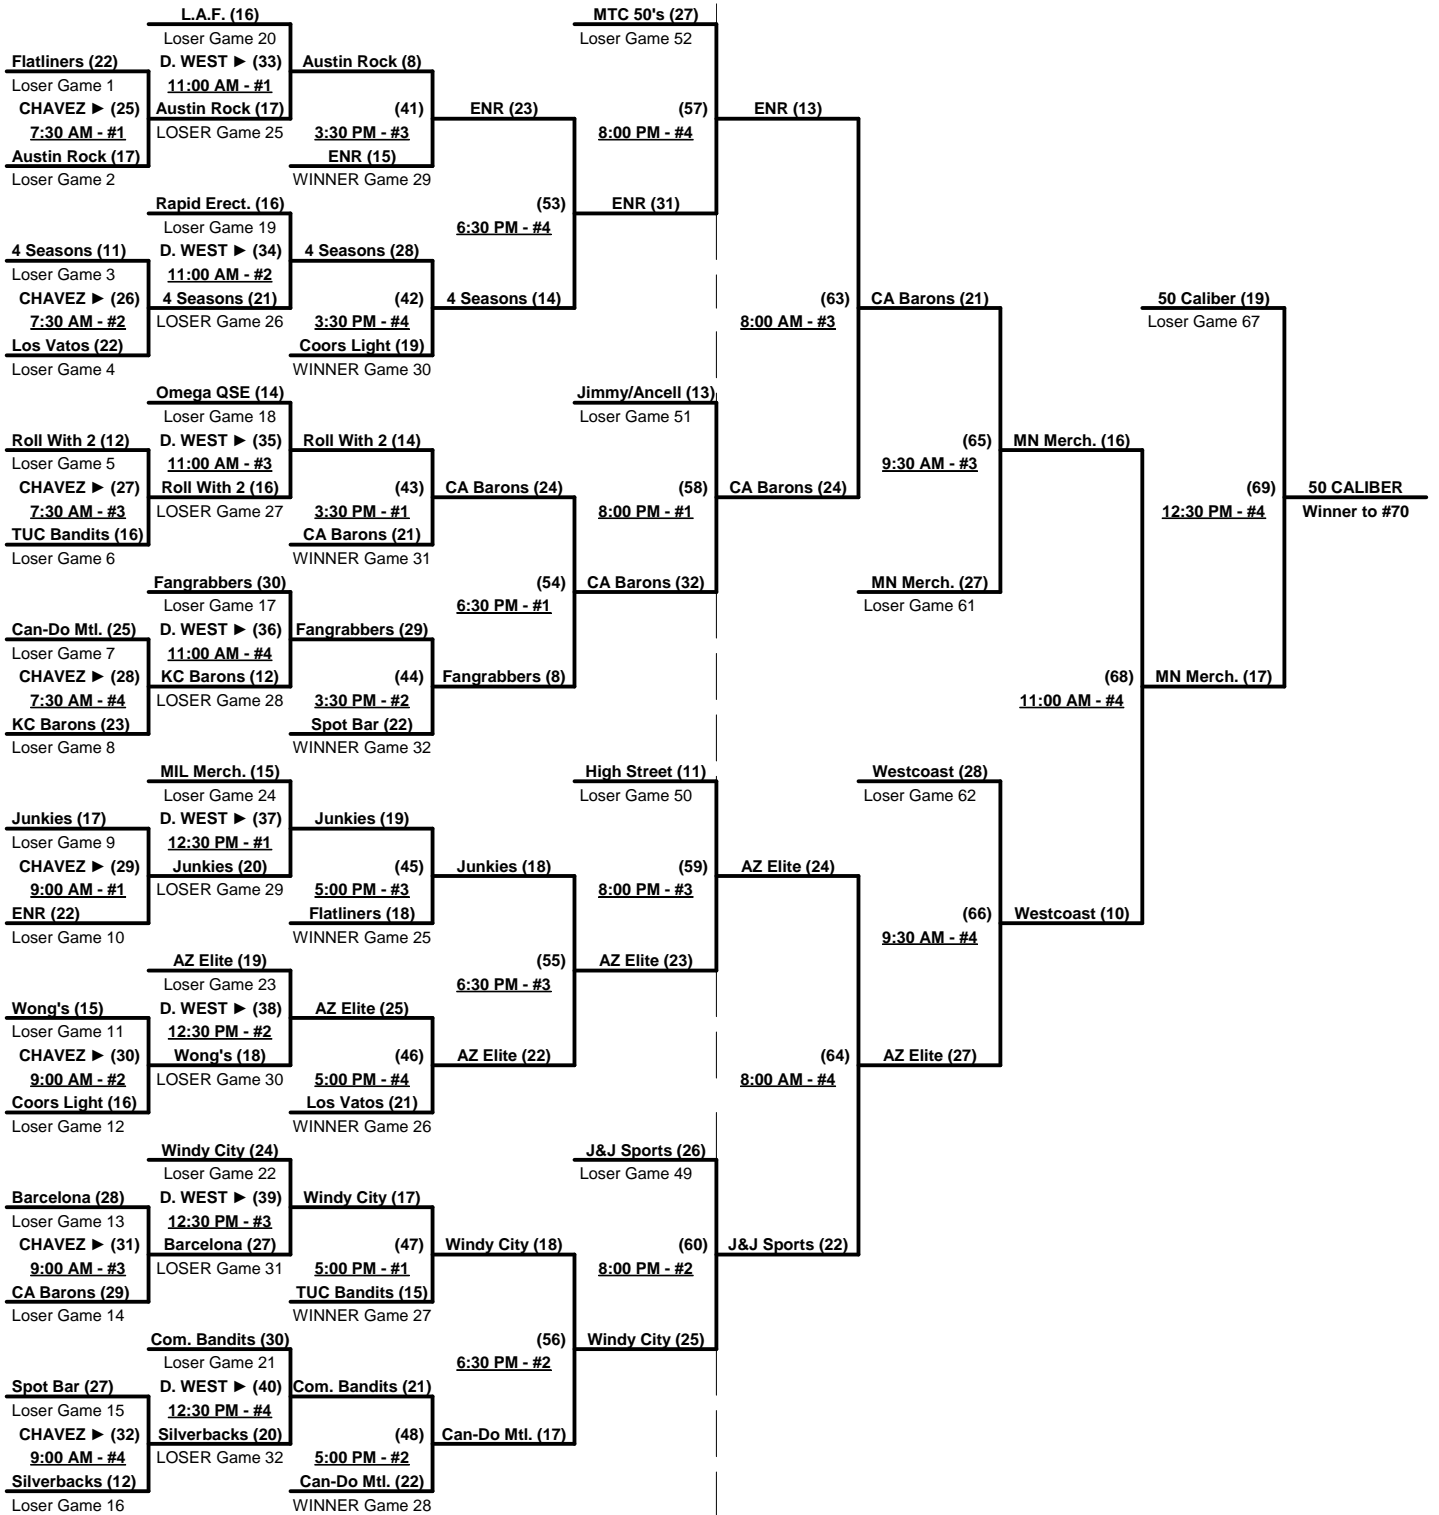 L.A.F. (16)
MTC 50's (27)
Loser Game 20
Loser Game 52
Flatliners (22)
D. WEST ► (33)
Austin Rock (8)
Loser Game 1
11:00 AM - #1
CHAVEZ ► (25)
Austin Rock (17)
(41)
ENR (23)
(57)
ENR (13)
7:30 AM - #1
LOSER Game 25
3:30 PM - #3
8:00 PM - #4
Austin Rock (17)
ENR (15)
Loser Game 2
WINNER Game 29
Rapid Erect. (16)
(53)
ENR (31)
Loser Game 19
6:30 PM - #4
4 Seasons (11)
D. WEST ► (34)
4 Seasons (28)
Loser Game 3
11:00 AM - #2
CHAVEZ ► (26)
4 Seasons (21)
(42)
4 Seasons (14)
(63)
CA Barons (21)
50 Caliber (19)
7:30 AM - #2
LOSER Game 26
3:30 PM - #4
8:00 AM - #3
Loser Game 67
Los Vatos (22)
Coors Light (19)
Loser Game 4
WINNER Game 30
Omega QSE (14)
Jimmy/Ancell (13)
Loser Game 18
Loser Game 51
Roll With 2 (12)
D. WEST ► (35)
Roll With 2 (14)
(65)
MN Merch. (16)
Loser Game 5
11:00 AM - #3
9:30 AM - #3
CHAVEZ ► (27)
Roll With 2 (16)
(43)
CA Barons (24)
(58)
CA Barons (24)
(69)
50 CALIBER
7:30 AM - #3
LOSER Game 27
3:30 PM - #1
8:00 PM - #1
12:30 PM - #4
Winner to #70
TUC Bandits (16)
CA Barons (21)
Loser Game 6
WINNER Game 31
Fangrabbers (30)
(54)
CA Barons (32)
MN Merch. (27)
Loser Game 17
6:30 PM - #1
Loser Game 61
Can-Do Mtl. (25)
D. WEST ► (36)
Fangrabbers (29)
Loser Game 7
11:00 AM - #4
CHAVEZ ► (28)
KC Barons (12)
(44)
Fangrabbers (8)
(68)
MN Merch. (17)
7:30 AM - #4
LOSER Game 28
3:30 PM - #2
11:00 AM - #4
KC Barons (23)
Spot Bar (22)
Loser Game 8
WINNER Game 32
MIL Merch. (15)
High Street (11)
Westcoast (28)
Loser Game 24
Loser Game 50
Loser Game 62
Junkies (17)
D. WEST ► (37)
Junkies (19)
Loser Game 9
12:30 PM - #1
CHAVEZ ► (29)
Junkies (20)
(45)
Junkies (18)
(59)
AZ Elite (24)
9:00 AM - #1
LOSER Game 29
5:00 PM - #3
8:00 PM - #3
ENR (22)
Flatliners (18)
(66)
Westcoast (10)
Loser Game 10
WINNER Game 25
9:30 AM - #4
AZ Elite (19)
(55)
AZ Elite (23)
Loser Game 23
6:30 PM - #3
Wong's (15)
D. WEST ► (38)
AZ Elite (25)
Loser Game 11
12:30 PM - #2
CHAVEZ ► (30)
Wong's (18)
(46)
AZ Elite (22)
(64)
AZ Elite (27)
9:00 AM - #2
LOSER Game 30
5:00 PM - #4
8:00 AM - #4
Coors Light (16)
Los Vatos (21)
Loser Game 12
WINNER Game 26
Windy City (24)
J&J Sports (26)
Loser Game 22
Loser Game 49
Barcelona (28)
D. WEST ► (39)
Windy City (17)
Loser Game 13
12:30 PM - #3
CHAVEZ ► (31)
Barcelona (27)
(47)
Windy City (18)
(60)
J&J Sports (22)
9:00 AM - #3
LOSER Game 31
5:00 PM - #1
8:00 PM - #2
CA Barons (29)
TUC Bandits (15)
Loser Game 14
WINNER Game 27
Com. Bandits (30)
(56)
Windy City (25)
Loser Game 21
6:30 PM - #2
Spot Bar (27)
D. WEST ► (40)
Com. Bandits (21)
Loser Game 15
12:30 PM - #4
CHAVEZ ► (32)
Silverbacks (20)
(48)
Can-Do Mtl. (17)
9:00 AM - #4
LOSER Game 32
5:00 PM - #2
Silverbacks (12)
Can-Do Mtl. (22)
Loser Game 16
WINNER Game 28